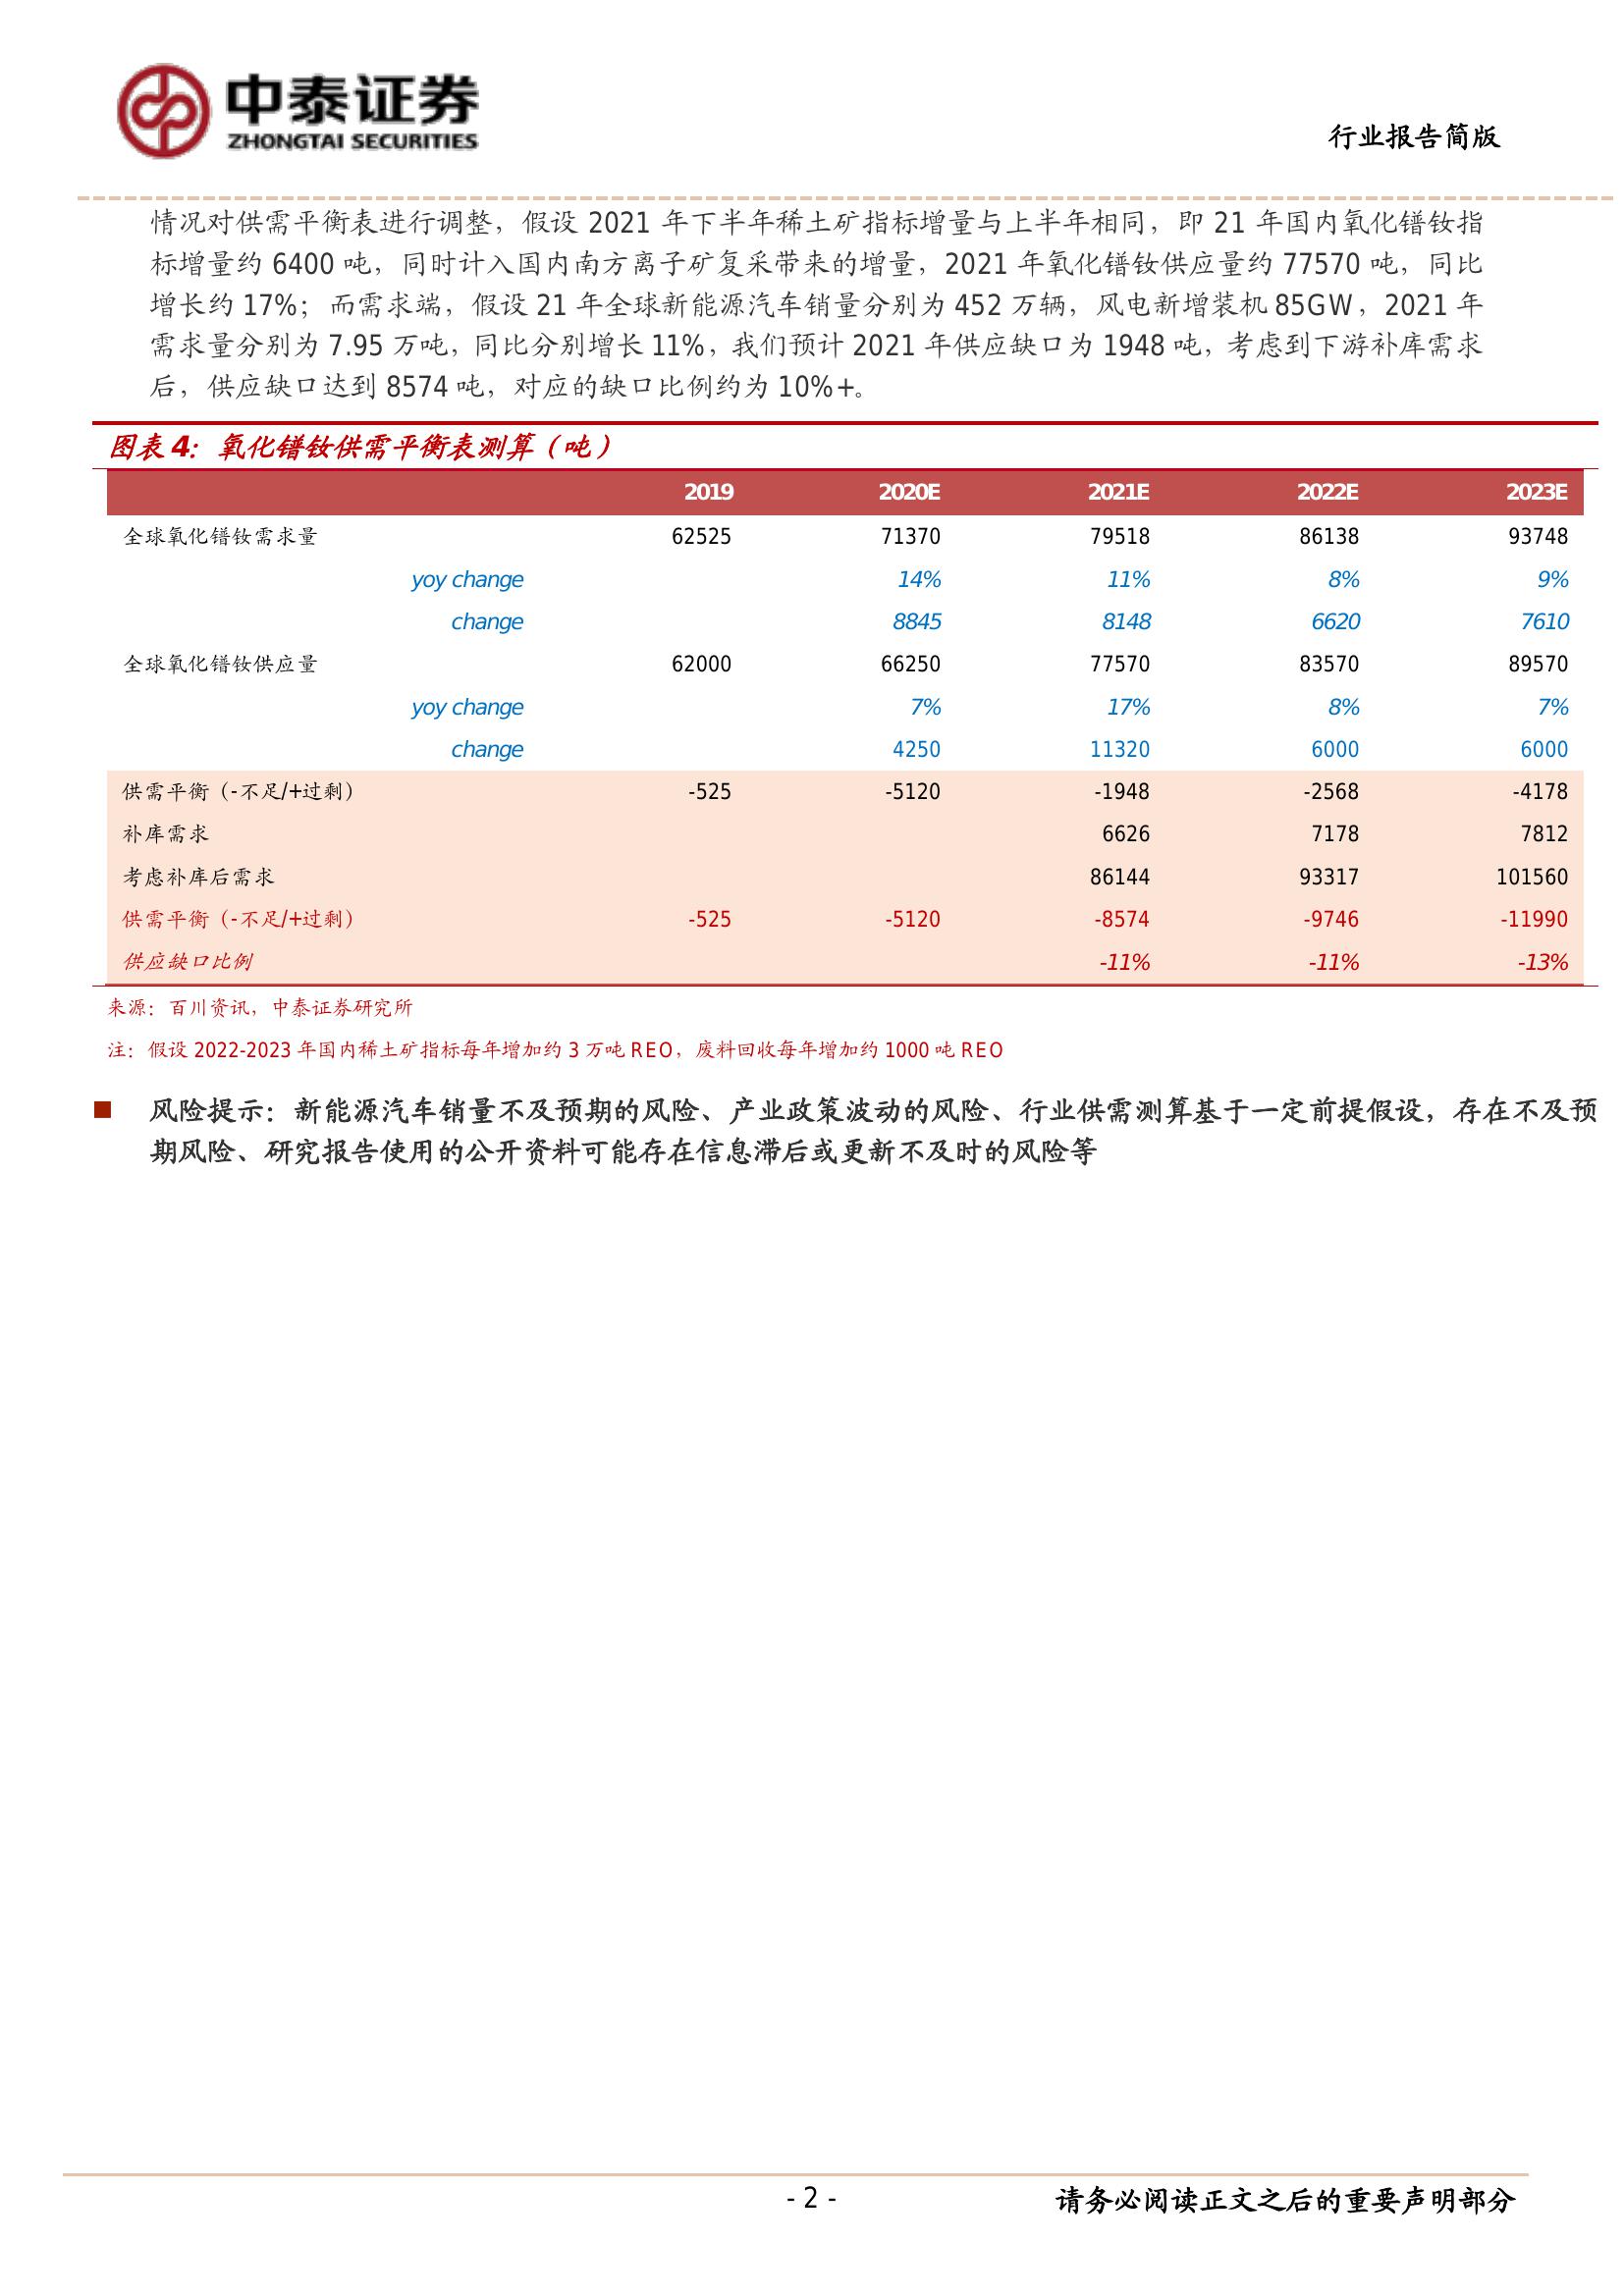 中泰证券
ZHONGTAI SECURITIES
行业报告简版
情况对供需平衡表进行调整，假设 2021 年下半年稀土矿指标增量与上半年相同，即 21 年国内氧化镨钕指
标增量约 6400 吨，同时计入国内南方离子矿复采带来的增量，2021 年氧化镨钕供应量约 77570 吨，同比
增长约 17%；而需求端，假设 21 年全球新能源汽车销量分别为 452 万辆，风电新增装机 85GW，2021 年
需求量分别为 7.95 万吨，同比分别增长 11%，我们预计 2021 年供应缺口为 1948 吨，考虑到下游补库需求
后，供应缺口达到 8574 吨，对应的缺口比例约为 10%+。
图表 4：氧化镨钕供需平衡表测算（吨）
2019 2020E 2021E 2022E 2023E
全球氧化镨钕需求量 62525 71370 79518 86138 93748
yoy change 14% 11% 8% 9%
change 8845 8148 6620 7610
全球氧化镨钕供应量 62000 66250 77570 83570 89570
yoy change 7% 17% 8% 7%
change 4250 11320 6000 6000
供需平衡（-不足/+过剩） -525 -5120 -1948 -2568 -4178
补库需求 6626 7178 7812
考虑补库后需求 86144 93317 101560
供需平衡（-不足/+过剩） -525 -5120 -8574 -9746 -11990
供应缺口比例 -11% -11% -13%
来源：百川资讯，中泰证券研究所
注：假设 2022-2023 年国内稀土矿指标每年增加约 3 万吨 REO，废料回收每年增加约 1000 吨 REO
■ 风险提示：新能源汽车销量不及预期的风险、产业政策波动的风险、行业供需测算基于一定前提假设，存在不及预
期风险、研究报告使用的公开资料可能存在信息滞后或更新不及时的风险等
- 2 -
请务必阅读正文之后的重要声明部分